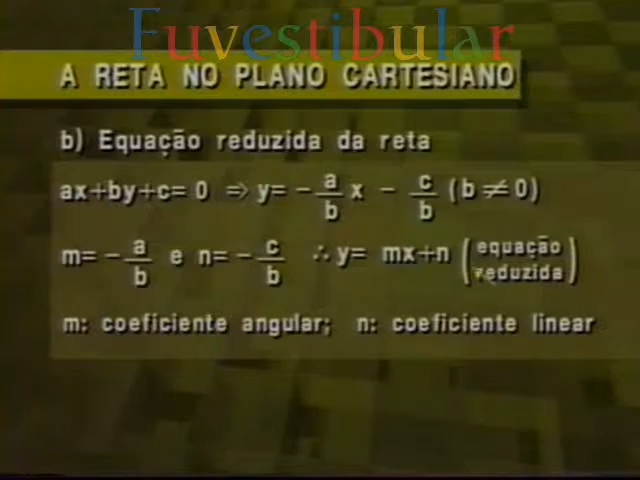 Fuvestibular
A RETA NO PLANO CARTESIANO
b) Equação reduzida da reta
ax+by+c= 0 ⇒ y= -a/b x - c/b (b ≠ 0)
m= -a/b e n= -c/b ∴ y= mx+n (equação reduzida)
m: coeficiente angular; n: coeficiente linear